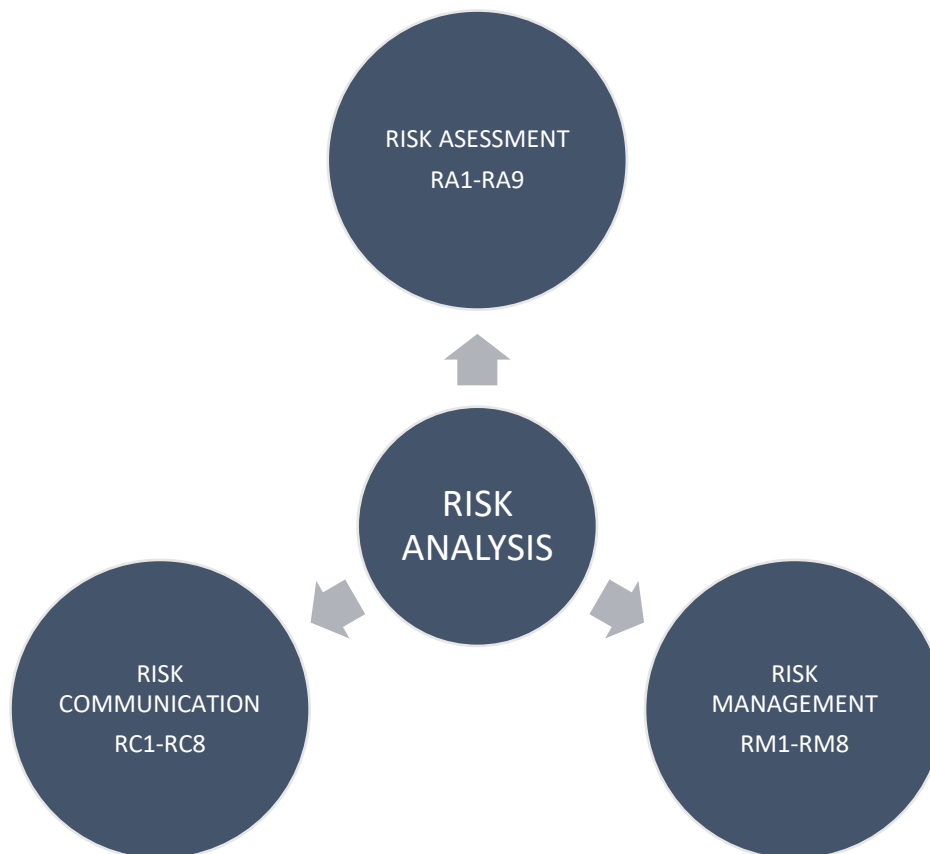 RISK ASESSMENT
RA1-RA9
RISK
ANALYSIS
RISK
COMMUNICATION
RC1-RC8
RISK
MANAGEMENT
RM1-RM8